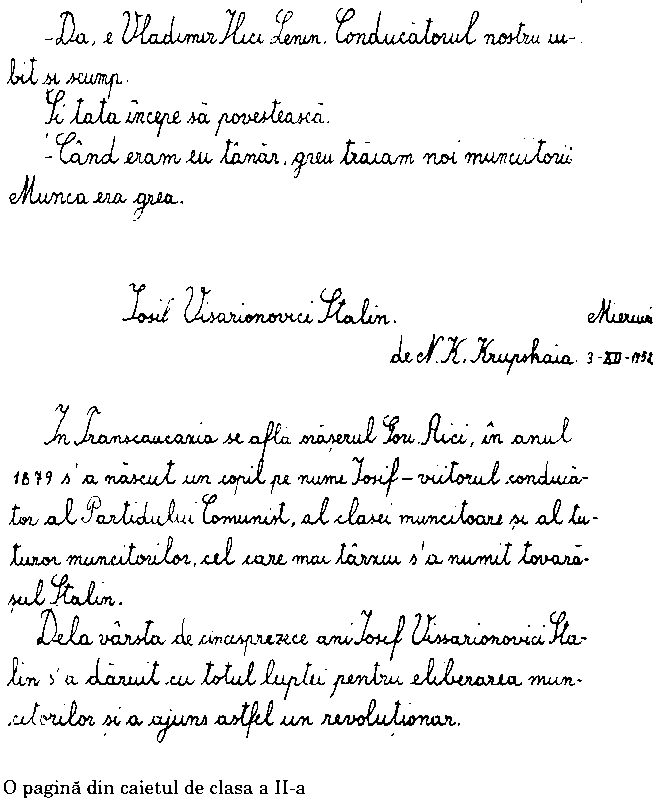 -Da, e Vladimir Ilici Lenin. Conducătorul nostru iu-
bit și scump.
Și tata începe să povestească.
-Când eram eu tânăr, greu trăiam noi muncitorii
Munca era grea.
Iosif Visarionovici Stalin.
Miercuri
de N. K. Krupskaia 3-XII-1952
În Transcaucazia se află orășelul Gori. Aici, în anul
1879 s'a născut un copil pe nume Iosif – viitorul conducă-
tor al Partidului Comunist, al clasei muncitoare și al tu-
turor muncitorilor, cel care mai târziu s'a numit tovară-
șul Stalin.
Dela vârsta de cincisprezece ani Iosif Vissarionovici Sta-
lin s'a dăruit cu totul luptei pentru eliberarea mun-
citorilor și a ajuns astfel un revoluționar.
O pagină din caietul de clasa a II-a